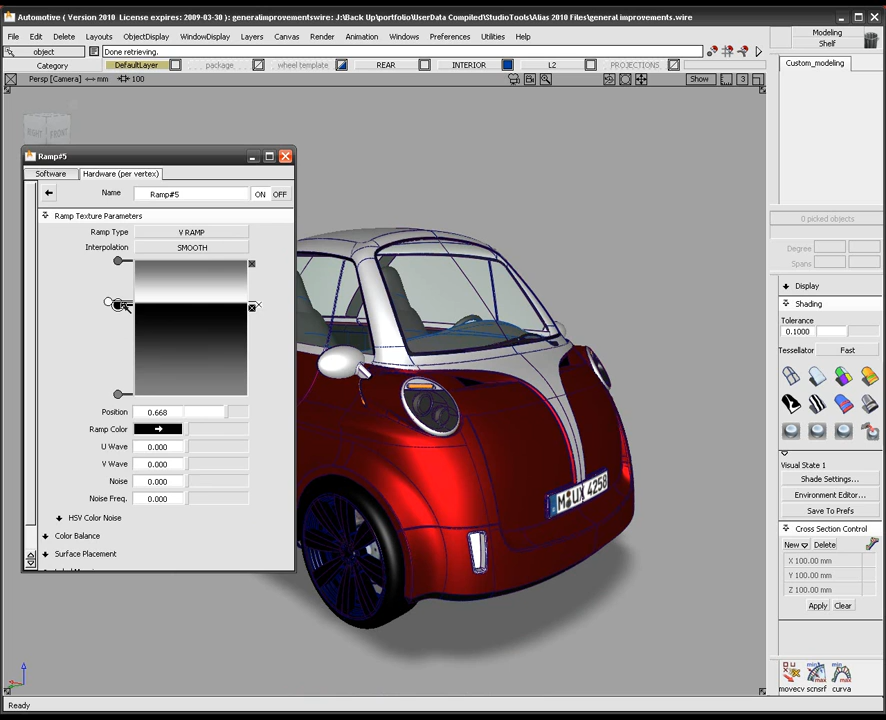 Automotive ( Version 2010 License expires: 2009-03-30 ): generalimprovementswire: J:\Back Up\portfolio\UserData Compiled\StudioTools\Alias 2010 Files\general improvements.wire
File Edit Delete Layouts ObjectDisplay WindowDisplay Layers Canvas Render Animation Windows Preferences Utilities Help
Modeling
Shelf
object
Done retrieving.
Category
DefaultLayer
package
wheel template
REAR
INTERIOR
L2
PROJECTIONS
Custom_modeling
Persp [Camera] mm 100
Show
3
RIGHT FRONT
Ramp#5
Software Hardware (per vertex)
Name Ramp#5 ON OFF
Ramp Texture Parameters
Ramp Type V RAMP
Interpolation SMOOTH
Position 0.668
Ramp Color
U Wave 0.000
V Wave 0.000
Noise 0.000
Noise Freq. 0.000
HSV Color Noise
Color Balance
Surface Placement
M UX 4258
0 picked objects
Degree
Spans
Display
Shading
Tolerance
0.1000
Tessellator Fast
Visual State 1
Shade Settings...
Environment Editor...
Save To Prefs
Cross Section Control
New Delete
X 100.00 mm
Y 100.00 mm
Z 100.00 mm
Apply Clear
movecv scnsrf curva
Ready